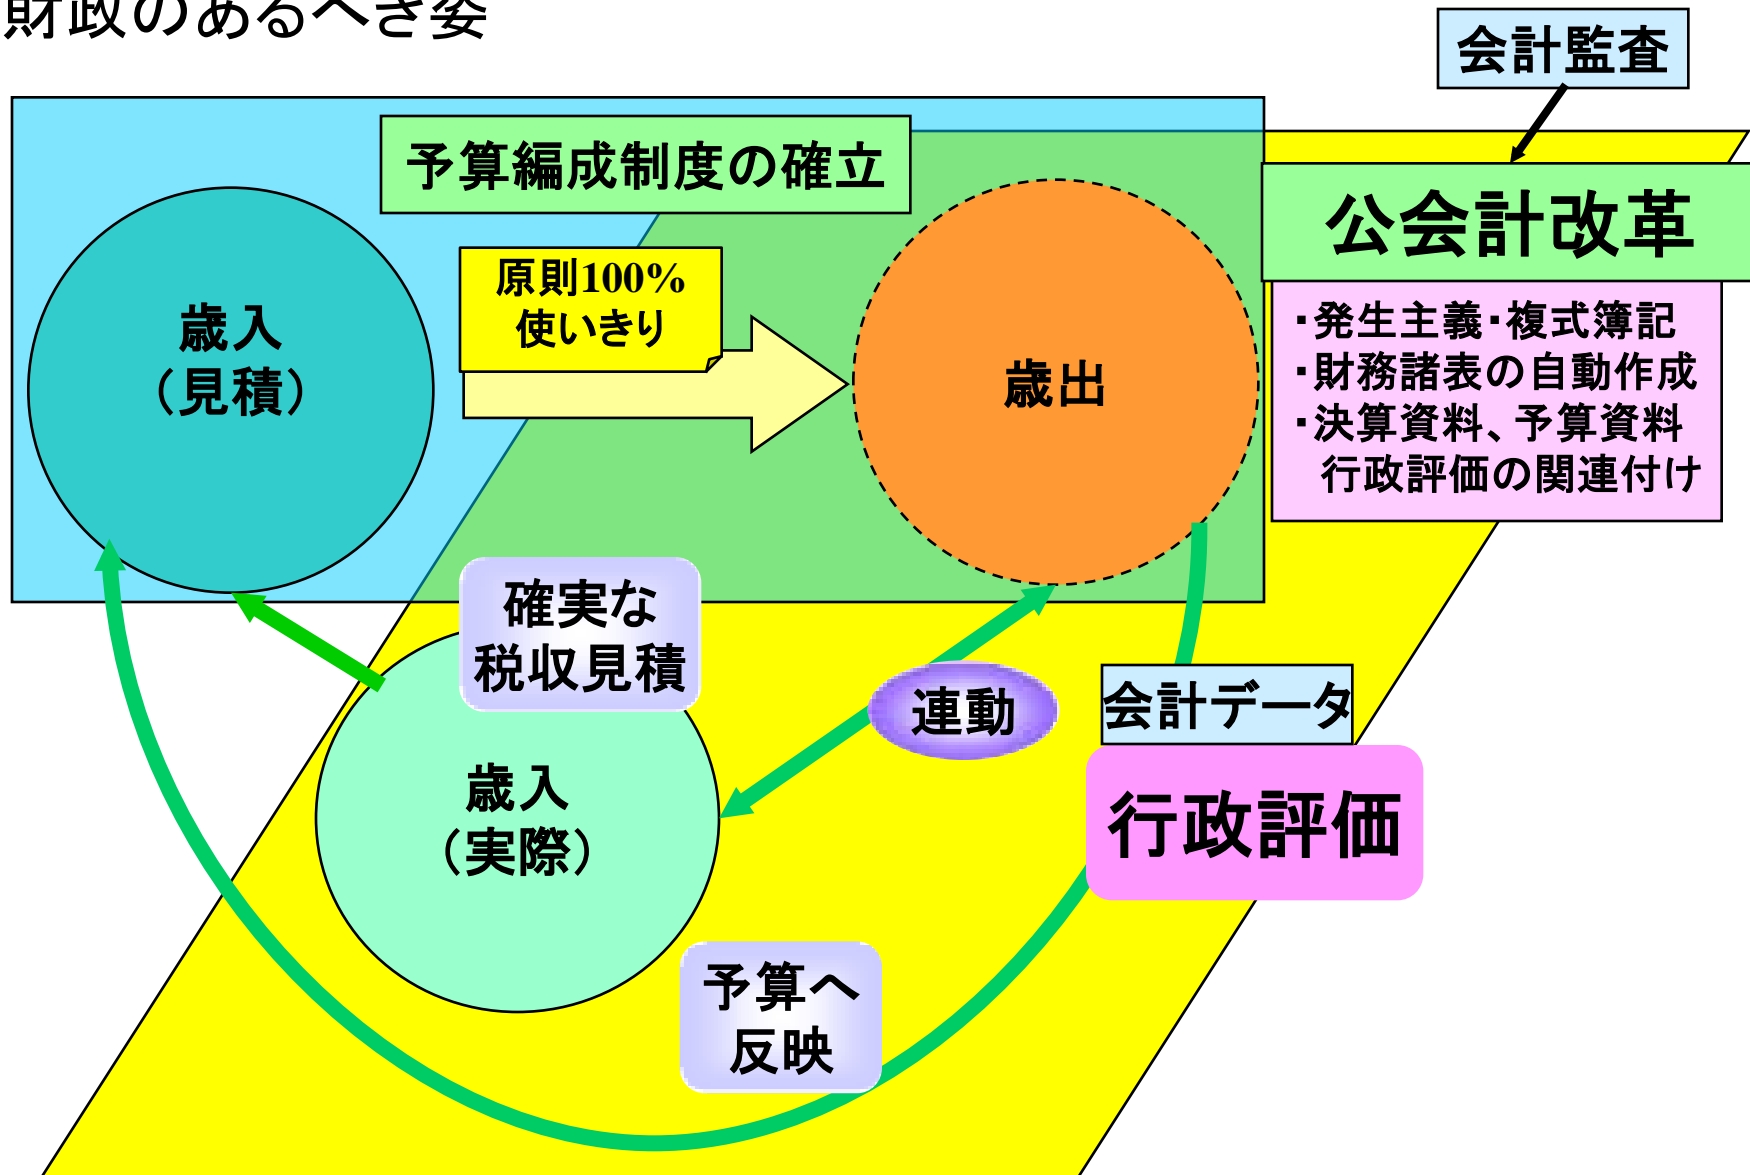 財政のあるべき姿
会計監査
予算編成制度の確立
公会計改革
原則100%
使いきり
歳入
（見積）
歳出
・発生主義・複式簿記
・財務諸表の自動作成
・決算資料、予算資料
行政評価の関連付け
確実な
税収見積
連動
会計データ
行政評価
歳入
（実際）
予算へ
反映